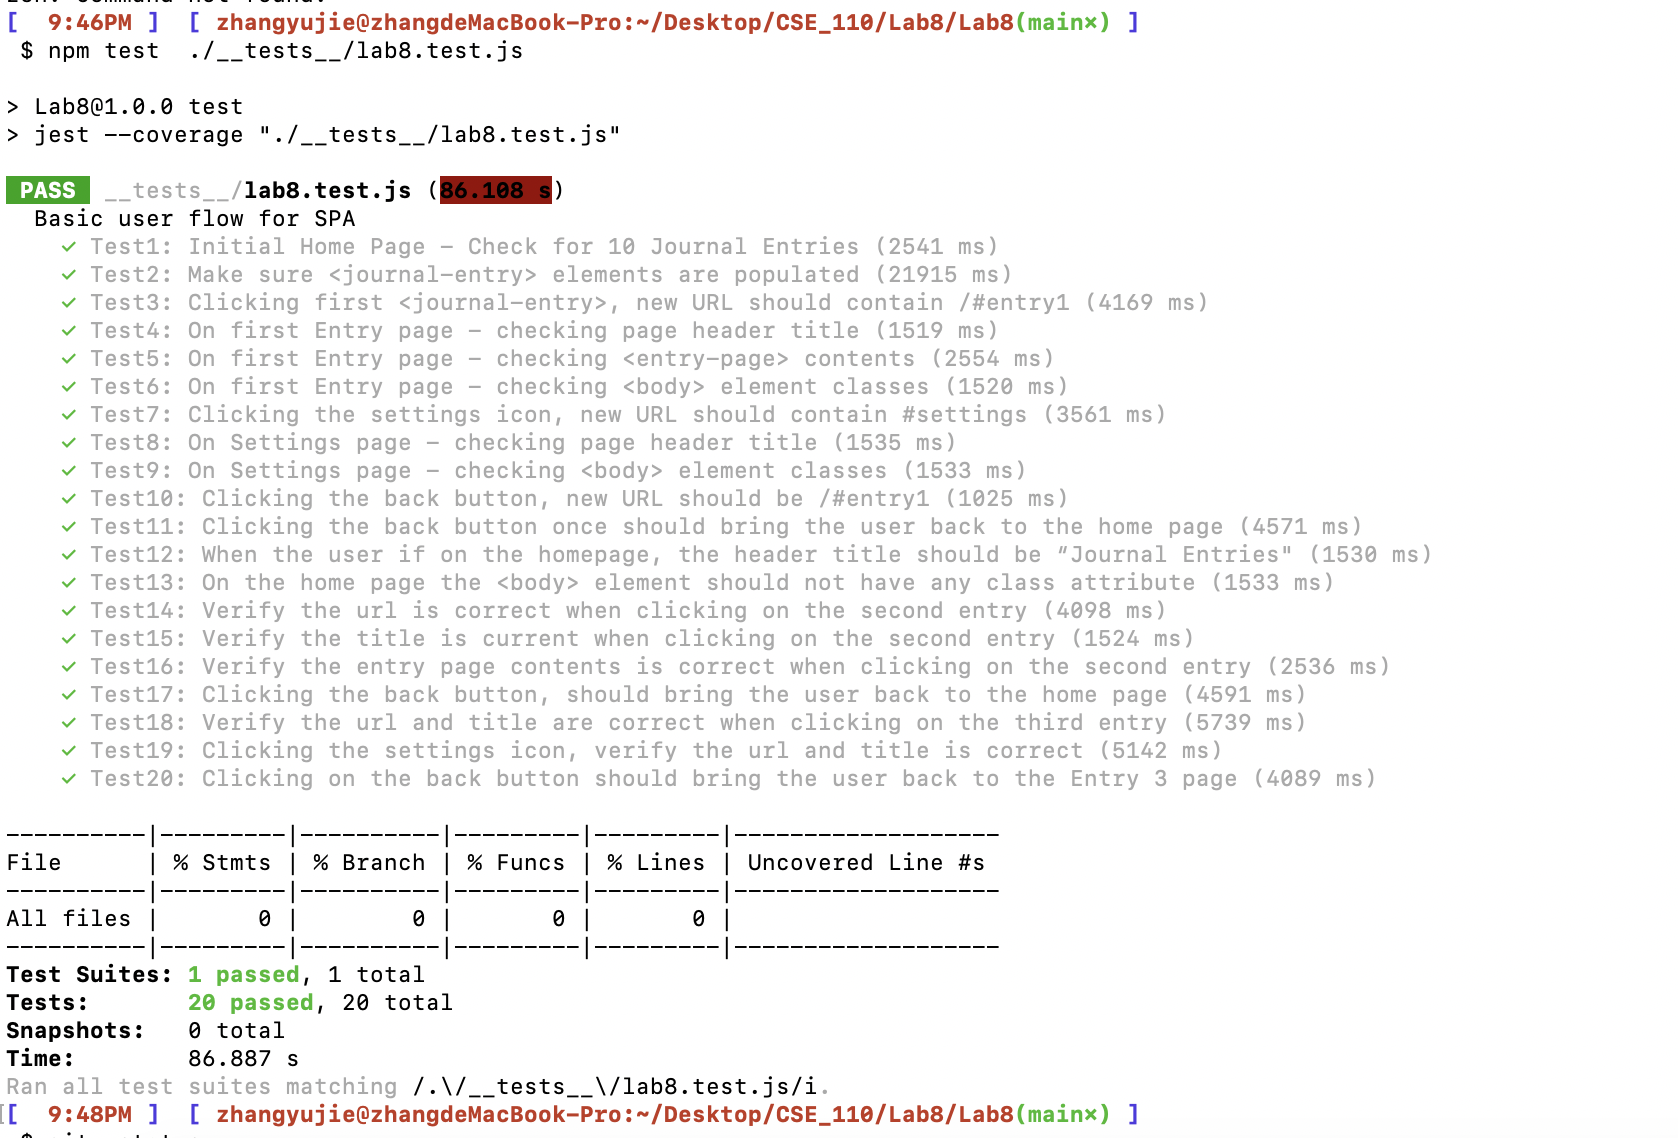 [  9:46PM ]  [ zhangyujie@zhangdeMacBook-Pro:~/Desktop/CSE_110/Lab8/Lab8(main×) ]
 $ npm test  ./__tests__/lab8.test.js
> Lab8@1.0.0 test
> jest --coverage "./__tests__/lab8.test.js"
PASS  __tests__/lab8.test.js (86.108 s)
  Basic user flow for SPA
    ✓ Test1: Initial Home Page – Check for 10 Journal Entries (2541 ms)
    ✓ Test2: Make sure <journal-entry> elements are populated (21915 ms)
    ✓ Test3: Clicking first <journal-entry>, new URL should contain /#entry1 (4169 ms)
    ✓ Test4: On first Entry page – checking page header title (1519 ms)
    ✓ Test5: On first Entry page – checking <entry-page> contents (2554 ms)
    ✓ Test6: On first Entry page – checking <body> element classes (1520 ms)
    ✓ Test7: Clicking the settings icon, new URL should contain #settings (3561 ms)
    ✓ Test8: On Settings page – checking page header title (1535 ms)
    ✓ Test9: On Settings page – checking <body> element classes (1533 ms)
    ✓ Test10: Clicking the back button, new URL should be /#entry1 (1025 ms)
    ✓ Test11: Clicking the back button once should bring the user back to the home page (4571 ms)
    ✓ Test12: When the user if on the homepage, the header title should be “Journal Entries" (1530 ms)
    ✓ Test13: On the home page the <body> element should not have any class attribute (1533 ms)
    ✓ Test14: Verify the url is correct when clicking on the second entry (4098 ms)
    ✓ Test15: Verify the title is current when clicking on the second entry (1524 ms)
    ✓ Test16: Verify the entry page contents is correct when clicking on the second entry (2536 ms)
    ✓ Test17: Clicking the back button, should bring the user back to the home page (4591 ms)
    ✓ Test18: Verify the url and title are correct when clicking on the third entry (5739 ms)
    ✓ Test19: Clicking the settings icon, verify the url and title is correct (5142 ms)
    ✓ Test20: Clicking on the back button should bring the user back to the Entry 3 page (4089 ms)
----------|---------|----------|---------|---------|-------------------
File      | % Stmts | % Branch | % Funcs | % Lines | Uncovered Line #s
----------|---------|----------|---------|---------|-------------------
All files |       0 |        0 |       0 |       0 |
----------|---------|----------|---------|---------|-------------------
Test Suites: 1 passed, 1 total
Tests:       20 passed, 20 total
Snapshots:   0 total
Time:        86.887 s
Ran all test suites matching /.\/__tests__\/lab8.test.js/i.
[  9:48PM ]  [ zhangyujie@zhangdeMacBook-Pro:~/Desktop/CSE_110/Lab8/Lab8(main×) ]